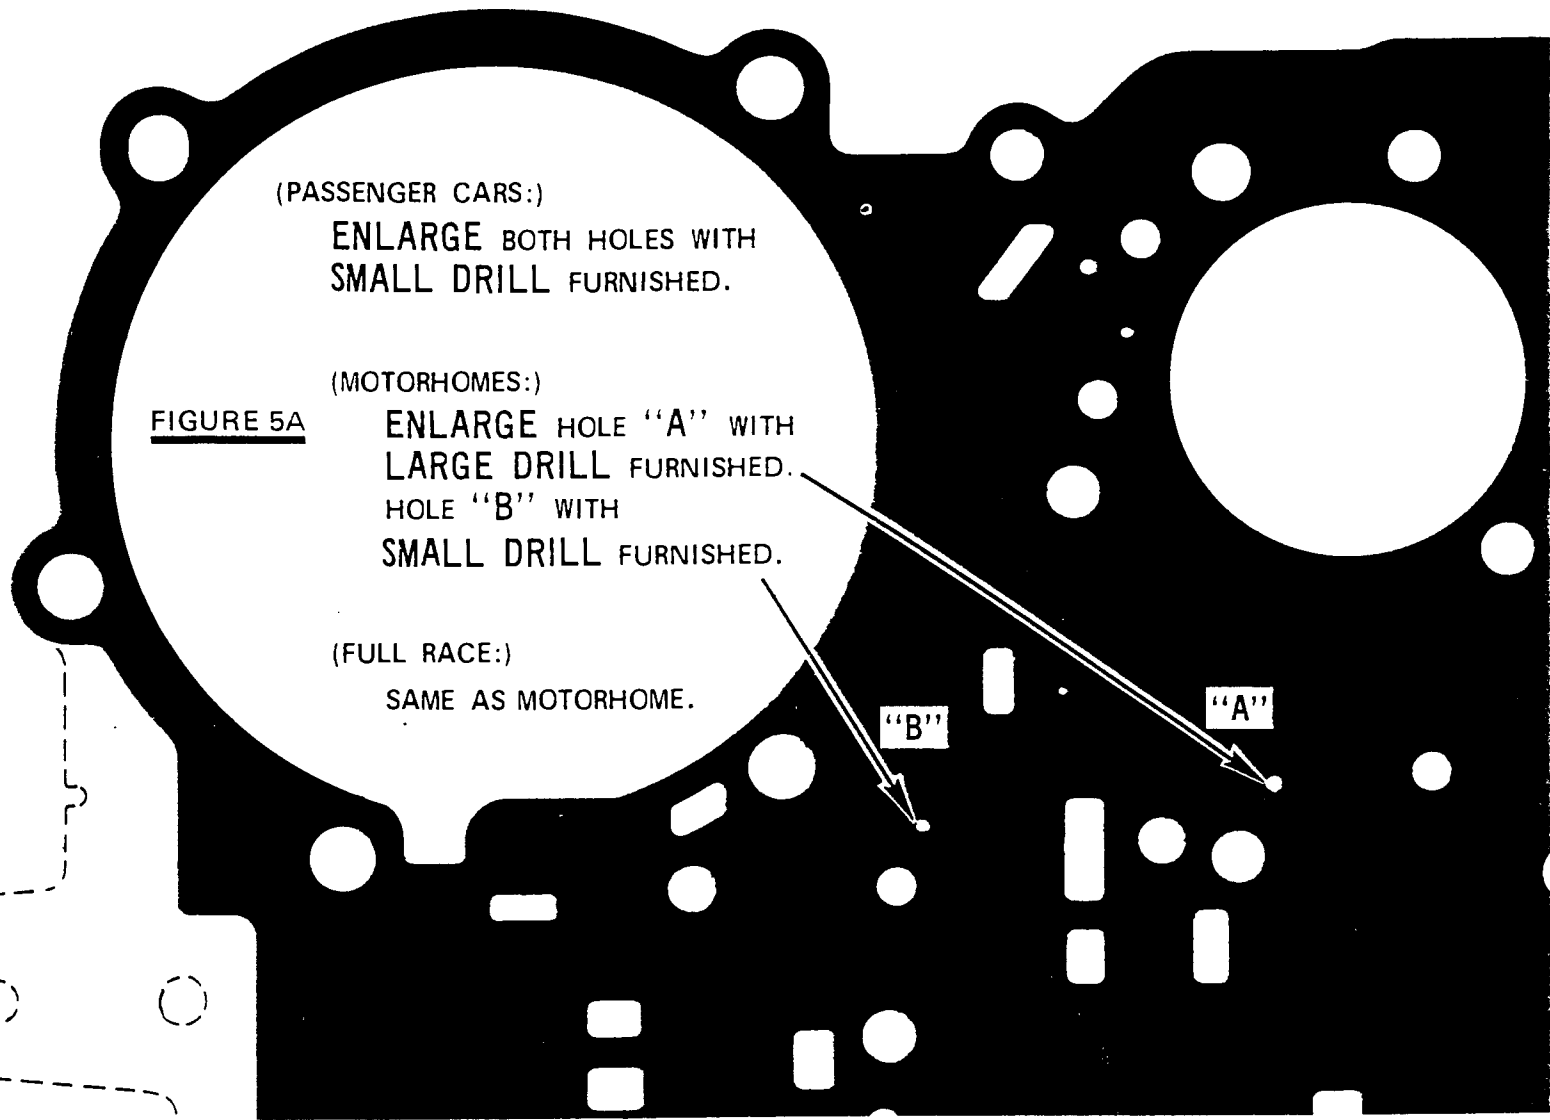 (PASSENGER CARS:)
ENLARGE BOTH HOLES WITH
SMALL DRILL FURNISHED.
(MOTORHOMES:)
FIGURE 5A
ENLARGE HOLE "A" WITH
LARGE DRILL FURNISHED.
HOLE "B" WITH
SMALL DRILL FURNISHED.
(FULL RACE:)
SAME AS MOTORHOME.
"B"
"A"